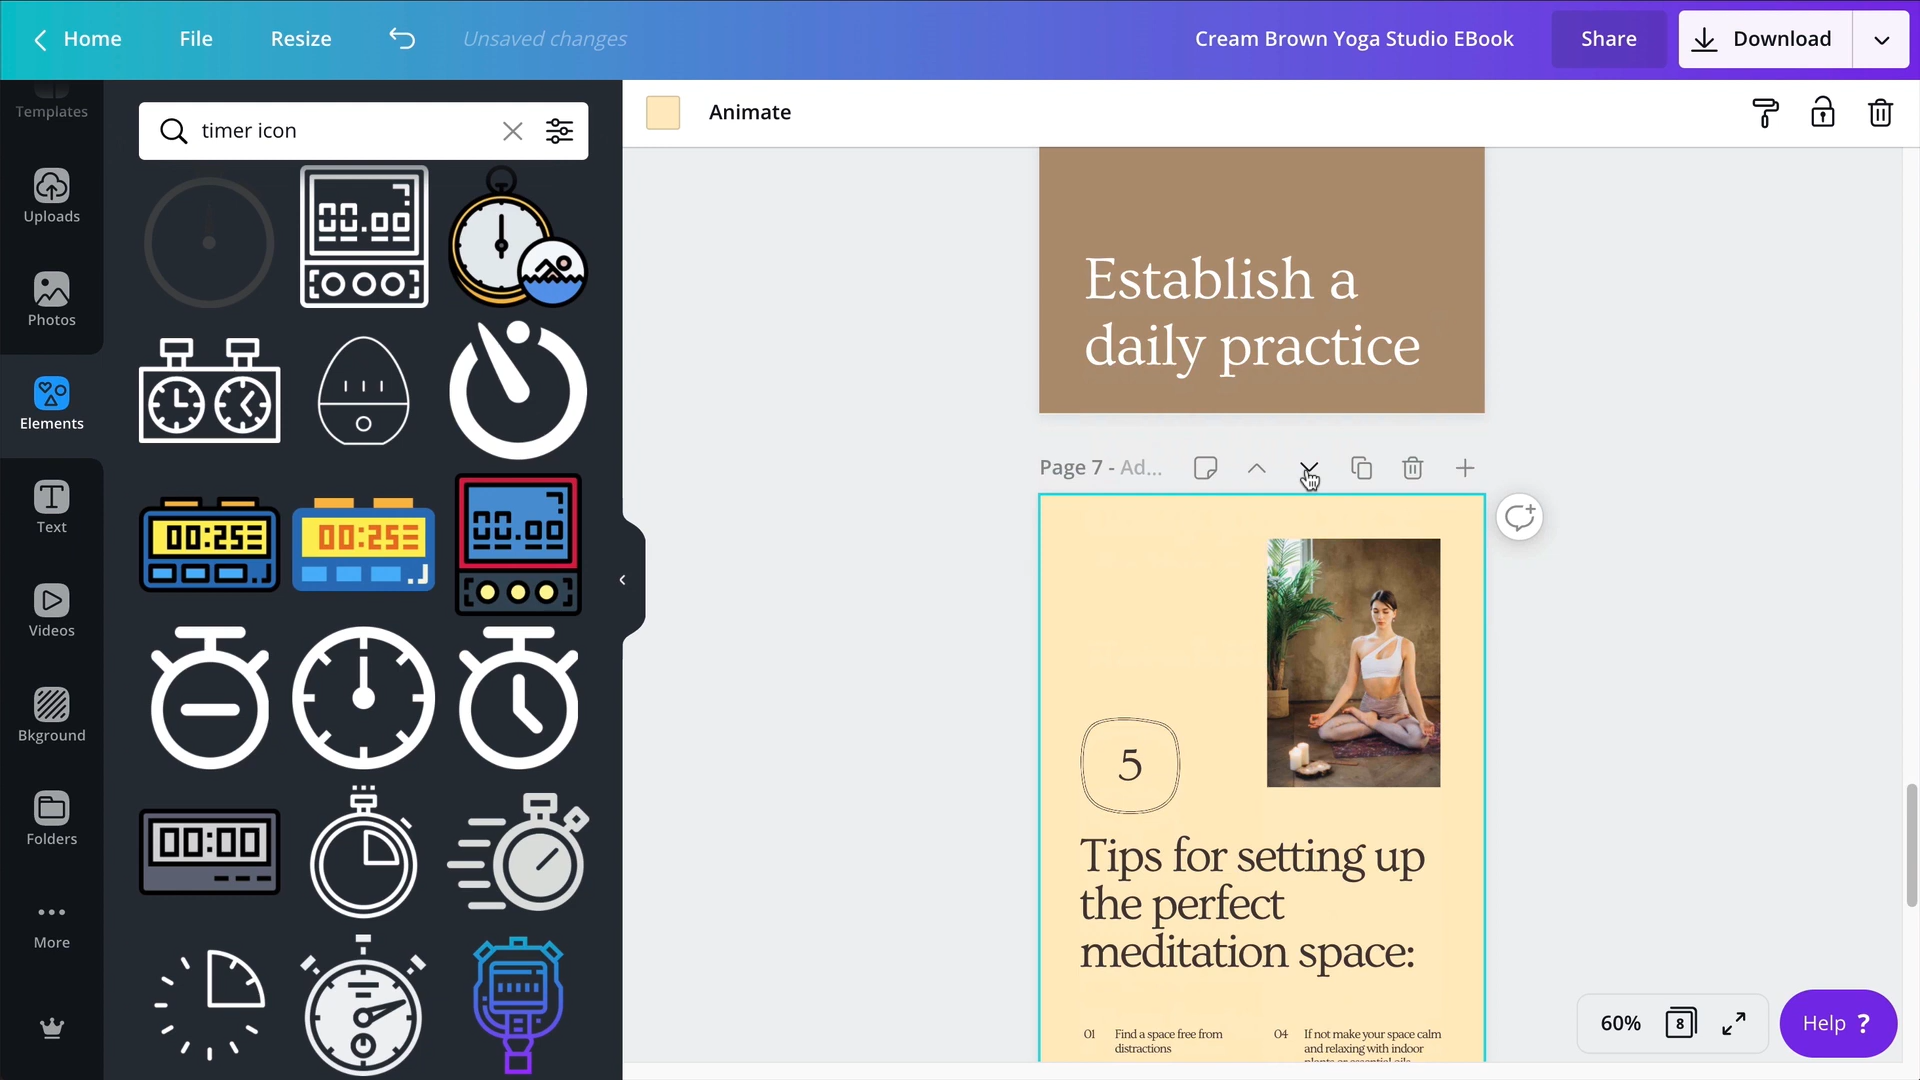 Home File Resize Unsaved changes Cream Brown Yoga Studio EBook Share Download
Templates
Uploads
Photos
Elements
Text
Videos
Bkground
Folders
More
timer icon
00.00
00:25
00:25
00.00
00:00
Animate
Establish a
daily practice
Page 7 - Ad...
5
Tips for setting up
the perfect
meditation space:
01 Find a space free from
distractions
04 If not make your space calm
and relaxing with indoor
60% 8 Help ?